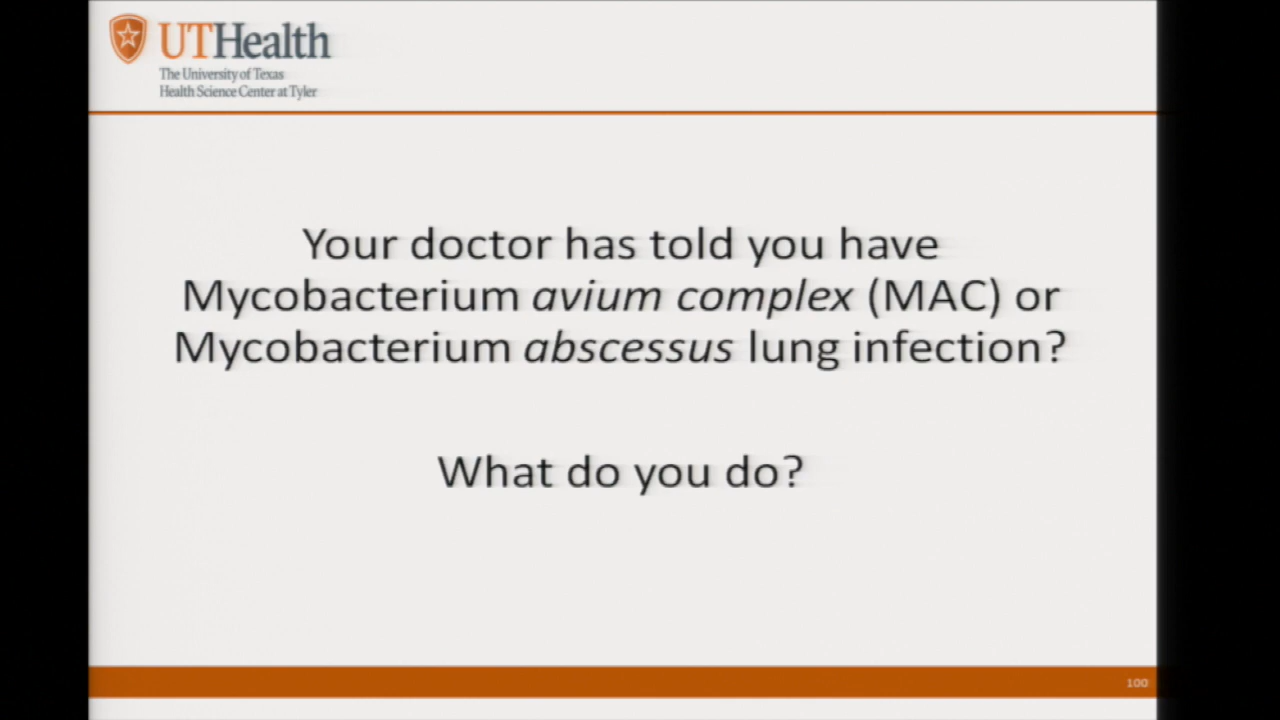 UTHealth
The University of Texas
Health Science Center at Tyler
Your doctor has told you have
Mycobacterium avium complex (MAC) or
Mycobacterium abscessus lung infection?
What do you do?
100